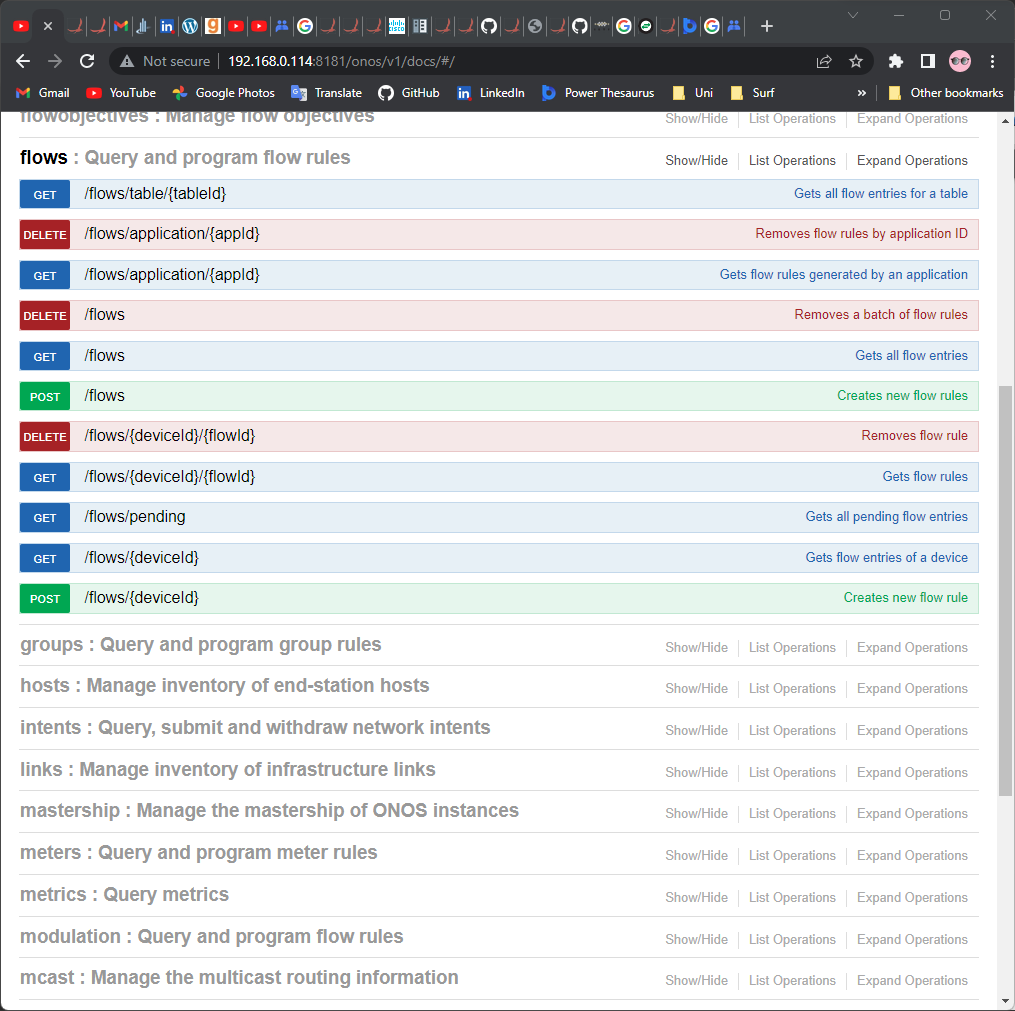 Not secure 192.168.0.114:8181/onos/v1/docs/#/
Gmail YouTube Google Photos Translate GitHub LinkedIn Power Thesaurus Uni Surf » Other bookmarks
flowobjectives : Manage flow objectives Show/Hide List Operations Expand Operations
flows : Query and program flow rules Show/Hide List Operations Expand Operations
GET /flows/table/{tableId} Gets all flow entries for a table
DELETE /flows/application/{appId} Removes flow rules by application ID
GET /flows/application/{appId} Gets flow rules generated by an application
DELETE /flows Removes a batch of flow rules
GET /flows Gets all flow entries
POST /flows Creates new flow rules
DELETE /flows/{deviceId}/{flowId} Removes flow rule
GET /flows/{deviceId}/{flowId} Gets flow rules
GET /flows/pending Gets all pending flow entries
GET /flows/{deviceId} Gets flow entries of a device
POST /flows/{deviceId} Creates new flow rule
groups : Query and program group rules Show/Hide List Operations Expand Operations
hosts : Manage inventory of end-station hosts Show/Hide List Operations Expand Operations
intents : Query, submit and withdraw network intents Show/Hide List Operations Expand Operations
links : Manage inventory of infrastructure links Show/Hide List Operations Expand Operations
mastership : Manage the mastership of ONOS instances Show/Hide List Operations Expand Operations
meters : Query and program meter rules Show/Hide List Operations Expand Operations
metrics : Query metrics Show/Hide List Operations Expand Operations
modulation : Query and program flow rules Show/Hide List Operations Expand Operations
mcast : Manage the multicast routing information Show/Hide List Operations Expand Operations